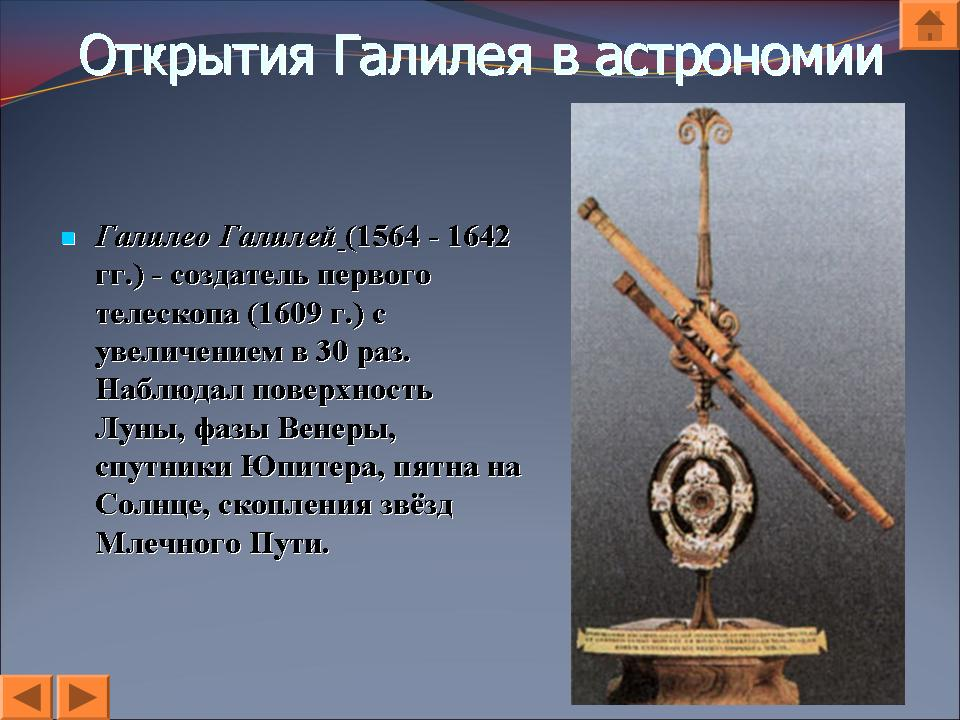 Открытия Галилея в астрономии
Галилео Галилей (1564 - 1642
гг.) - создатель первого
телескопа (1609 г.) с
увеличением в 30 раз.
Наблюдал поверхность
Луны, фазы Венеры,
спутники Юпитера, пятна на
Солнце, скопления звёзд
Млечного Пути.